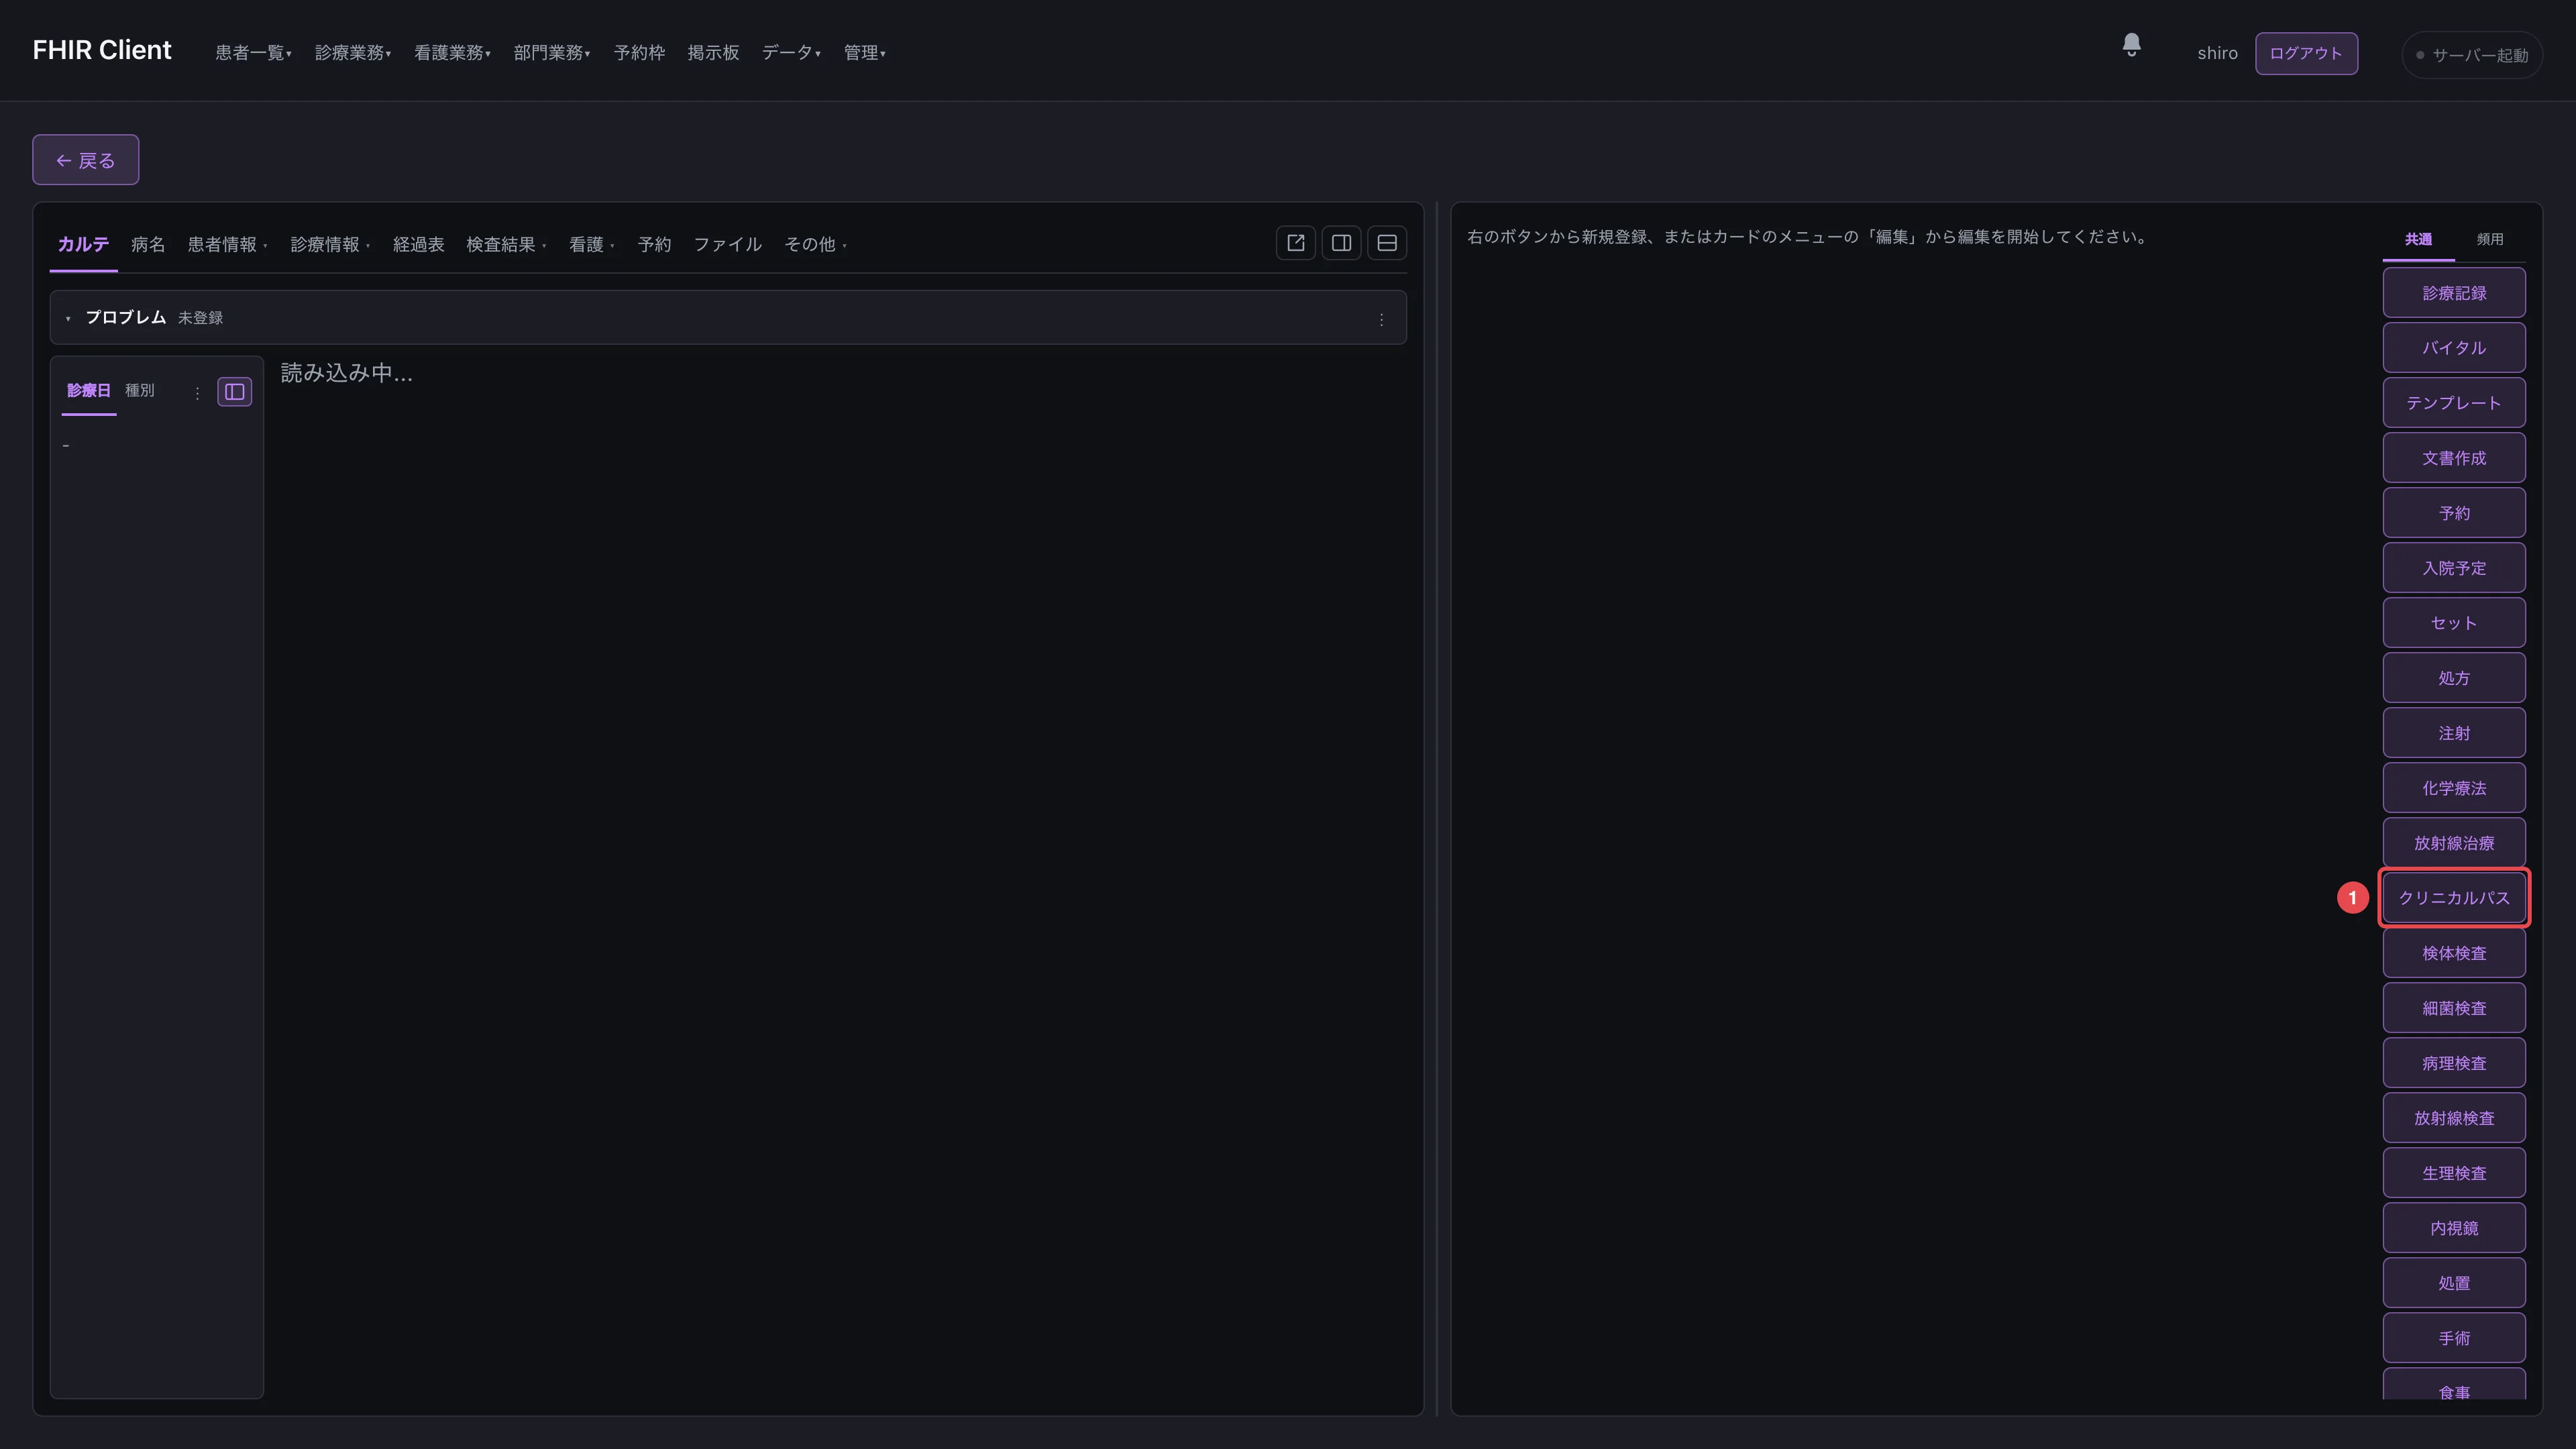 FHIR Client
患者一覧▾ 診療業務▾ 看護業務▾ 部門業務▾ 予約枠 掲示板 データ▾ 管理▾
shiro ログアウト サーバー起動
← 戻る
カルテ 病名 患者情報 ▾ 診療情報 ▾ 経過表 検査結果 ▾ 看護 ▾ 予約 ファイル その他 ▾
▾ プロブレム 未登録 ⋮
診療日 種別 ⋮
-
読み込み中...
右のボタンから新規登録、またはカードのメニューの「編集」から編集を開始してください。
共通 頻用
診療記録
バイタル
テンプレート
文書作成
予約
入院予定
セット
処方
注射
化学療法
放射線治療
1 クリニカルパス
検体検査
細菌検査
病理検査
放射線検査
生理検査
内視鏡
処置
手術
食事